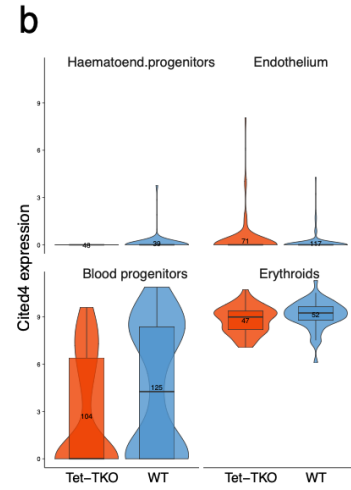 b
Haematoend.progenitors Endothelium
9
6
3
0
48 39 71 117
Cited4 expression
Blood progenitors Erythroids
9
6
3
0
104 125 47 52
Tet−TKO WT Tet−TKO WT